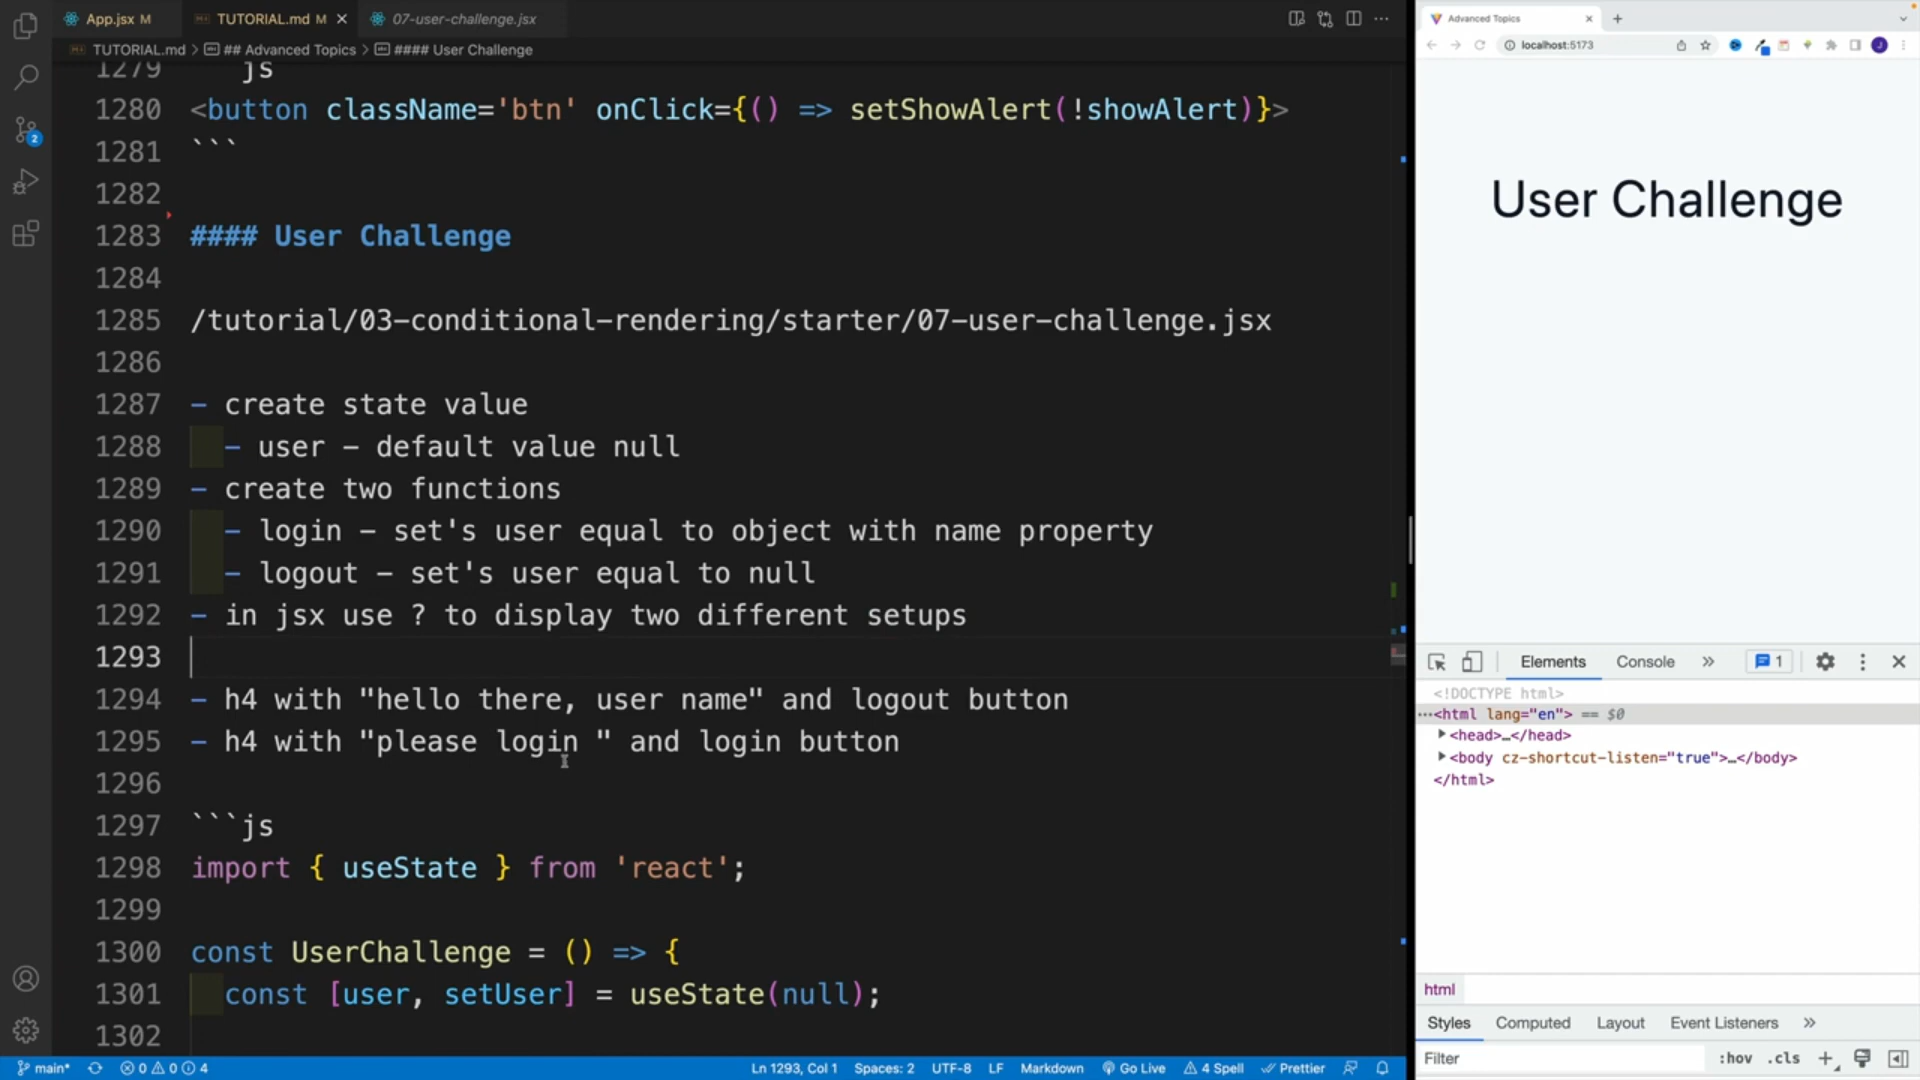 App.jsx M
TUTORIAL.md M
07-user-challenge.jsx
TUTORIAL.md > ## Advanced Topics > #### User Challenge
1279 js
1280 <button className='btn' onClick={() => setShowAlert(!showAlert)}>
1281 ```
1282
1283 #### User Challenge
1284
1285 /tutorial/03-conditional-rendering/starter/07-user-challenge.jsx
1286
1287 - create state value
1288 - user - default value null
1289 - create two functions
1290 - login - set's user equal to object with name property
1291 - logout - set's user equal to null
1292 - in jsx use ? to display two different setups
1293
1294 - h4 with "hello there, user name" and logout button
1295 - h4 with "please login " and login button
1296
1297 ```js
1298 import { useState } from 'react';
1299
1300 const UserChallenge = () => {
1301 const [user, setUser] = useState(null);
1302
2
main* 0 0 4
Ln 1293, Col 1 Spaces: 2 UTF-8 LF Markdown Go Live 4 Spell Prettier
Advanced Topics
localhost:5173
J
User Challenge
Elements Console » 1
<!DOCTYPE html>
···<html lang="en"> == $0
<head>…</head>
<body cz-shortcut-listen="true">…</body>
</html>
html
Styles Computed Layout Event Listeners »
Filter :hov .cls +